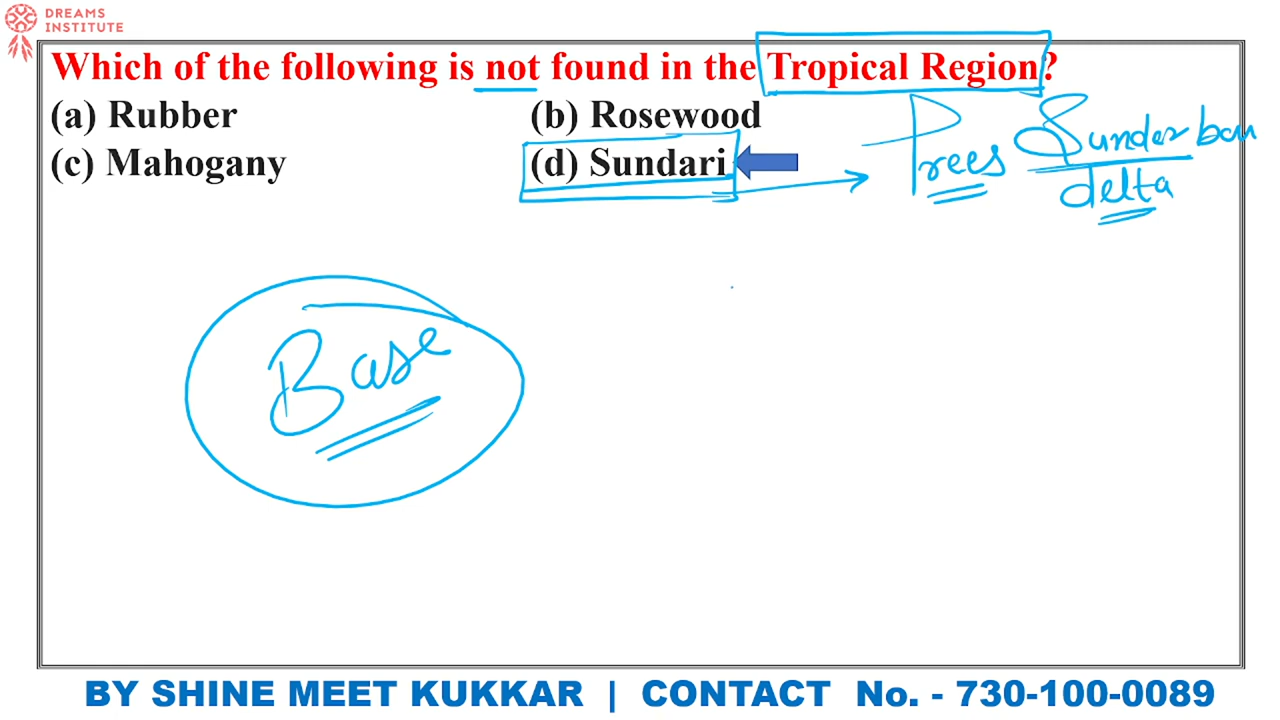 DREAMS
INSTITUTE
Which of the following is not found in the Tropical Region?
(a) Rubber (b) Rosewood
(c) Mahogany (d) Sundari
Trees Sunderban
delta
Base
BY SHINE MEET KUKKAR | CONTACT No. - 730-100-0089